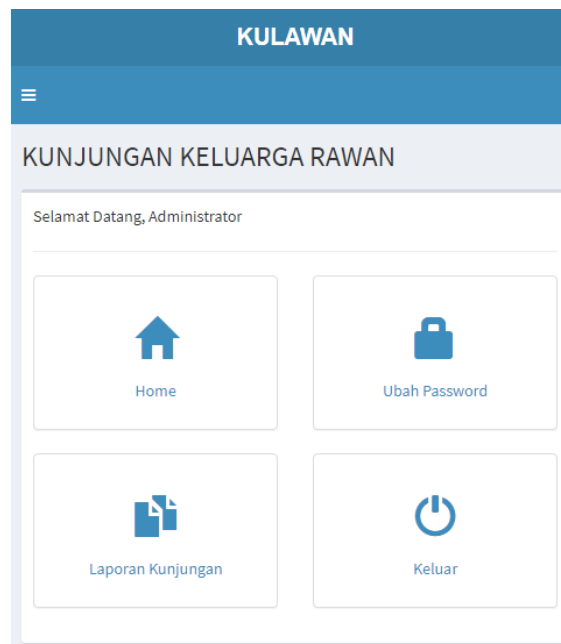 KULAWAN
KUNJUNGAN KELUARGA RAWAN
Selamat Datang, Administrator
Home
Ubah Password
Laporan Kunjungan
Keluar